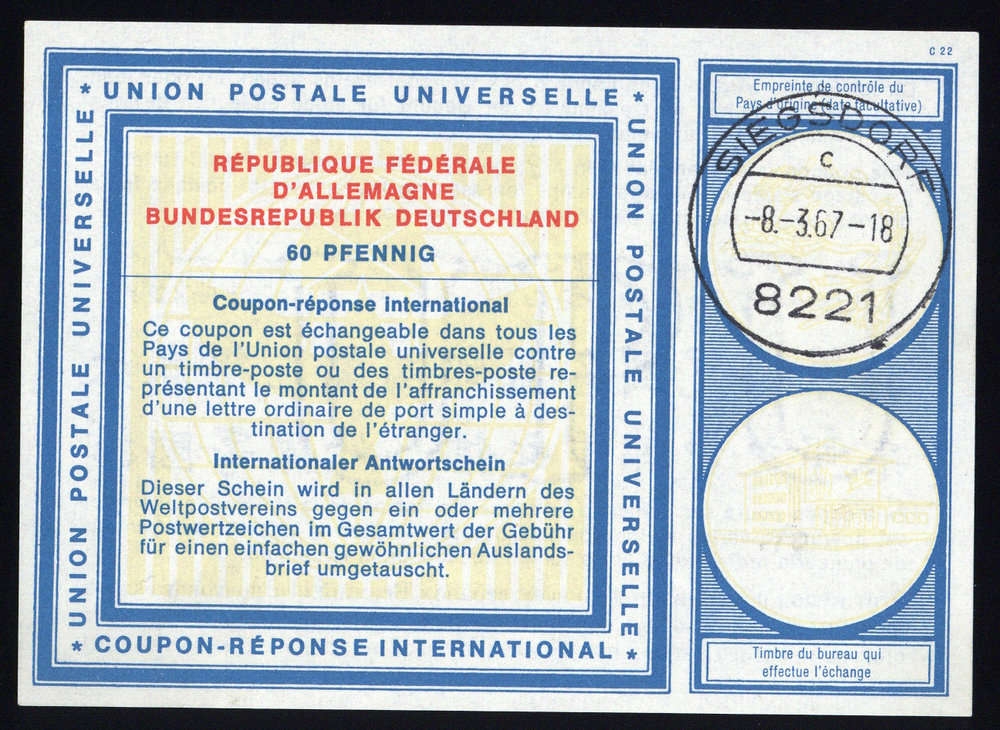 C 22
* UNION POSTALE UNIVERSELLE *
UNION POSTALE UNIVERSELLE
UNION POSTALE UNIVERSELLE
RÉPUBLIQUE FÉDÉRALE
D'ALLEMAGNE
BUNDESREPUBLIK DEUTSCHLAND
60 PFENNIG
Coupon-réponse international
Ce coupon est échangeable dans tous les
Pays de l'Union postale universelle contre
un timbre-poste ou des timbres-poste re-
présentant le montant de l'affranchissement
d'une lettre ordinaire de port simple à des-
tination de l'étranger.
Internationaler Antwortschein
Dieser Schein wird in allen Ländern des
Weltpostvereins gegen ein oder mehrere
Postwertzeichen im Gesamtwert der Gebühr
für einen einfachen gewöhnlichen Auslands-
brief umgetauscht.
* COUPON-RÉPONSE INTERNATIONAL *
Empreinte de contrôle du
Pays d'origine (date facultative)
SIEGSDORF
c
-8.-3.67-18
8221
Timbre du bureau qui
effectue l'échange